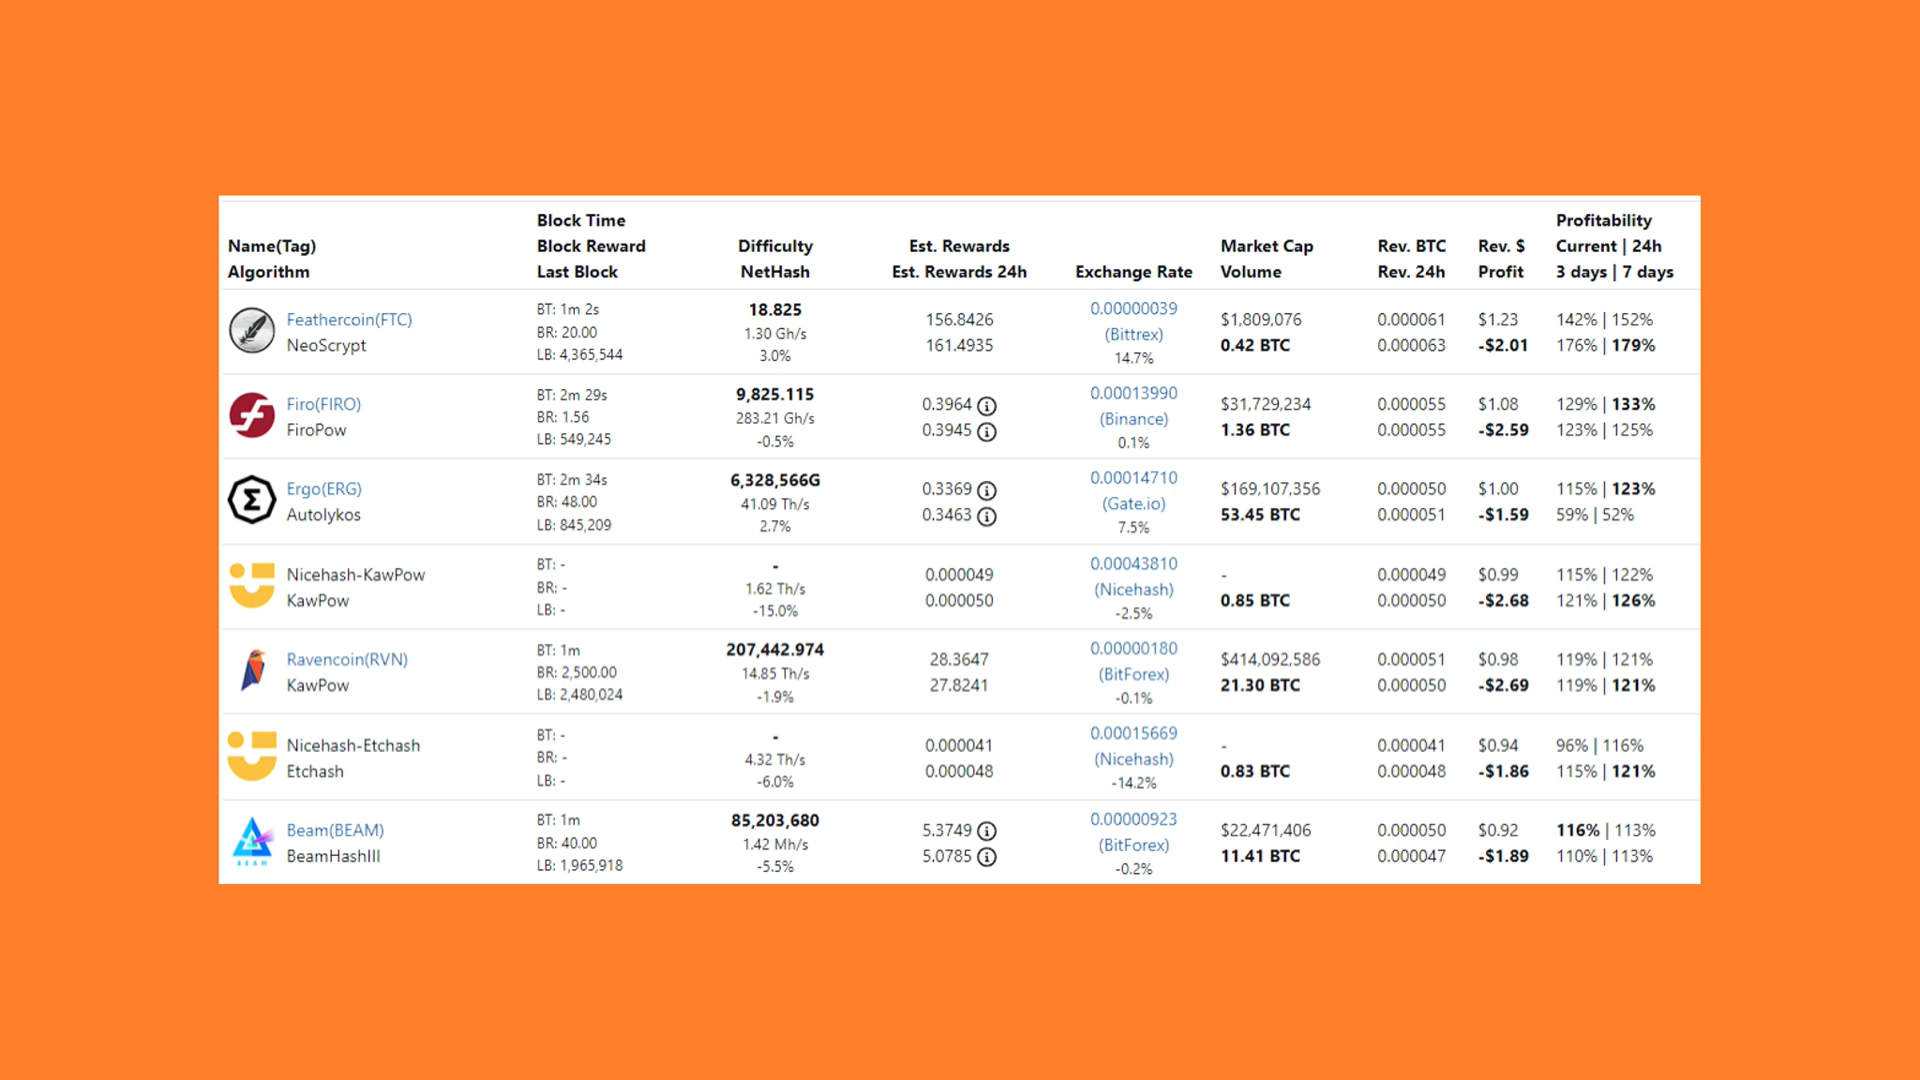 Name(Tag)
Algorithm
Block Time
Block Reward
Last Block
Difficulty
NetHash
Est. Rewards
Est. Rewards 24h
Exchange Rate
Market Cap
Volume
Rev. BTC
Rev. 24h
Rev. $
Profit
Profitability
Current | 24h
3 days | 7 days
Feathercoin(FTC)
NeoScrypt
BT: 1m 2s
BR: 20.00
LB: 4,365,544
18.825
1.30 Gh/s
3.0%
156.8426
161.4935
0.00000039
(Bittrex)
14.7%
$1,809,076
0.42 BTC
0.000061
0.000063
$1.23
-$2.01
142% | 152%
176% | 179%
Firo(FIRO)
FiroPow
BT: 2m 29s
BR: 1.56
LB: 549,245
9,825.115
283.21 Gh/s
-0.5%
0.3964
0.3945
0.00013990
(Binance)
0.1%
$31,729,234
1.36 BTC
0.000055
0.000055
$1.08
-$2.59
129% | 133%
123% | 125%
Ergo(ERG)
Autolykos
BT: 2m 34s
BR: 48.00
LB: 845,209
6,328,566G
41.09 Th/s
2.7%
0.3369
0.3463
0.00014710
(Gate.io)
7.5%
$169,107,356
53.45 BTC
0.000050
0.000051
$1.00
-$1.59
115% | 123%
59% | 52%
Nicehash-KawPow
KawPow
BT: -
BR: -
LB: -
-
1.62 Th/s
-15.0%
0.000049
0.000050
0.00043810
(Nicehash)
-2.5%
-
0.85 BTC
0.000049
0.000050
$0.99
-$2.68
115% | 122%
121% | 126%
Ravencoin(RVN)
KawPow
BT: 1m
BR: 2,500.00
LB: 2,480,024
207,442.974
14.85 Th/s
-1.9%
28.3647
27.8241
0.00000180
(BitForex)
-0.1%
$414,092,586
21.30 BTC
0.000051
0.000050
$0.98
-$2.69
119% | 121%
119% | 121%
Nicehash-Etchash
Etchash
BT: -
BR: -
LB: -
-
4.32 Th/s
-6.0%
0.000041
0.000048
0.00015669
(Nicehash)
-14.2%
-
0.83 BTC
0.000041
0.000048
$0.94
-$1.86
96% | 116%
115% | 121%
BEAM
Beam(BEAM)
BeamHashIII
BT: 1m
BR: 40.00
LB: 1,965,918
85,203,680
1.42 Mh/s
-5.5%
5.3749
5.0785
0.00000923
(BitForex)
-0.2%
$22,471,406
11.41 BTC
0.000050
0.000047
$0.92
-$1.89
116% | 113%
110% | 113%